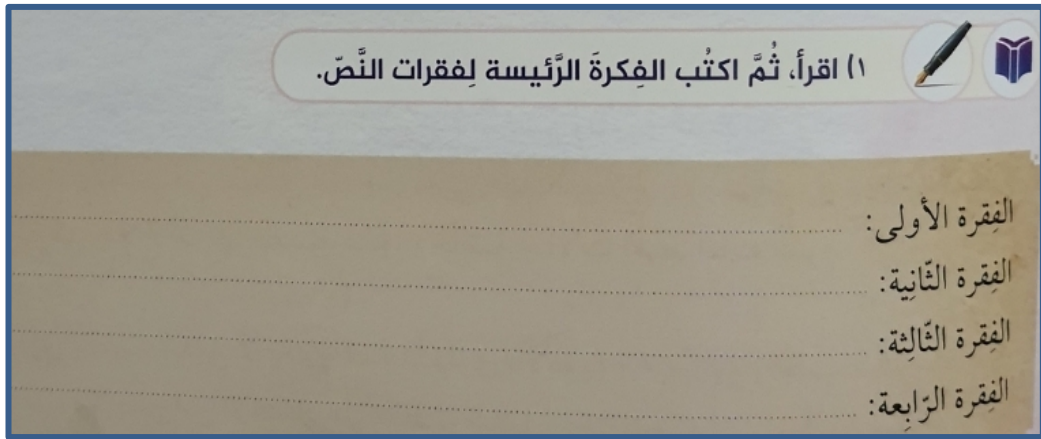 ١) اقرأ، ثُمَّ اكتُب الفِكرةَ الرَّئيسة لِفقرات النَّصّ.
الفِقرة الأولى: ................................................
الفِقرة الثّانِية: ................................................
الفِقرة الثّالِثة: ................................................
الفِقرة الرّابِعة: ................................................